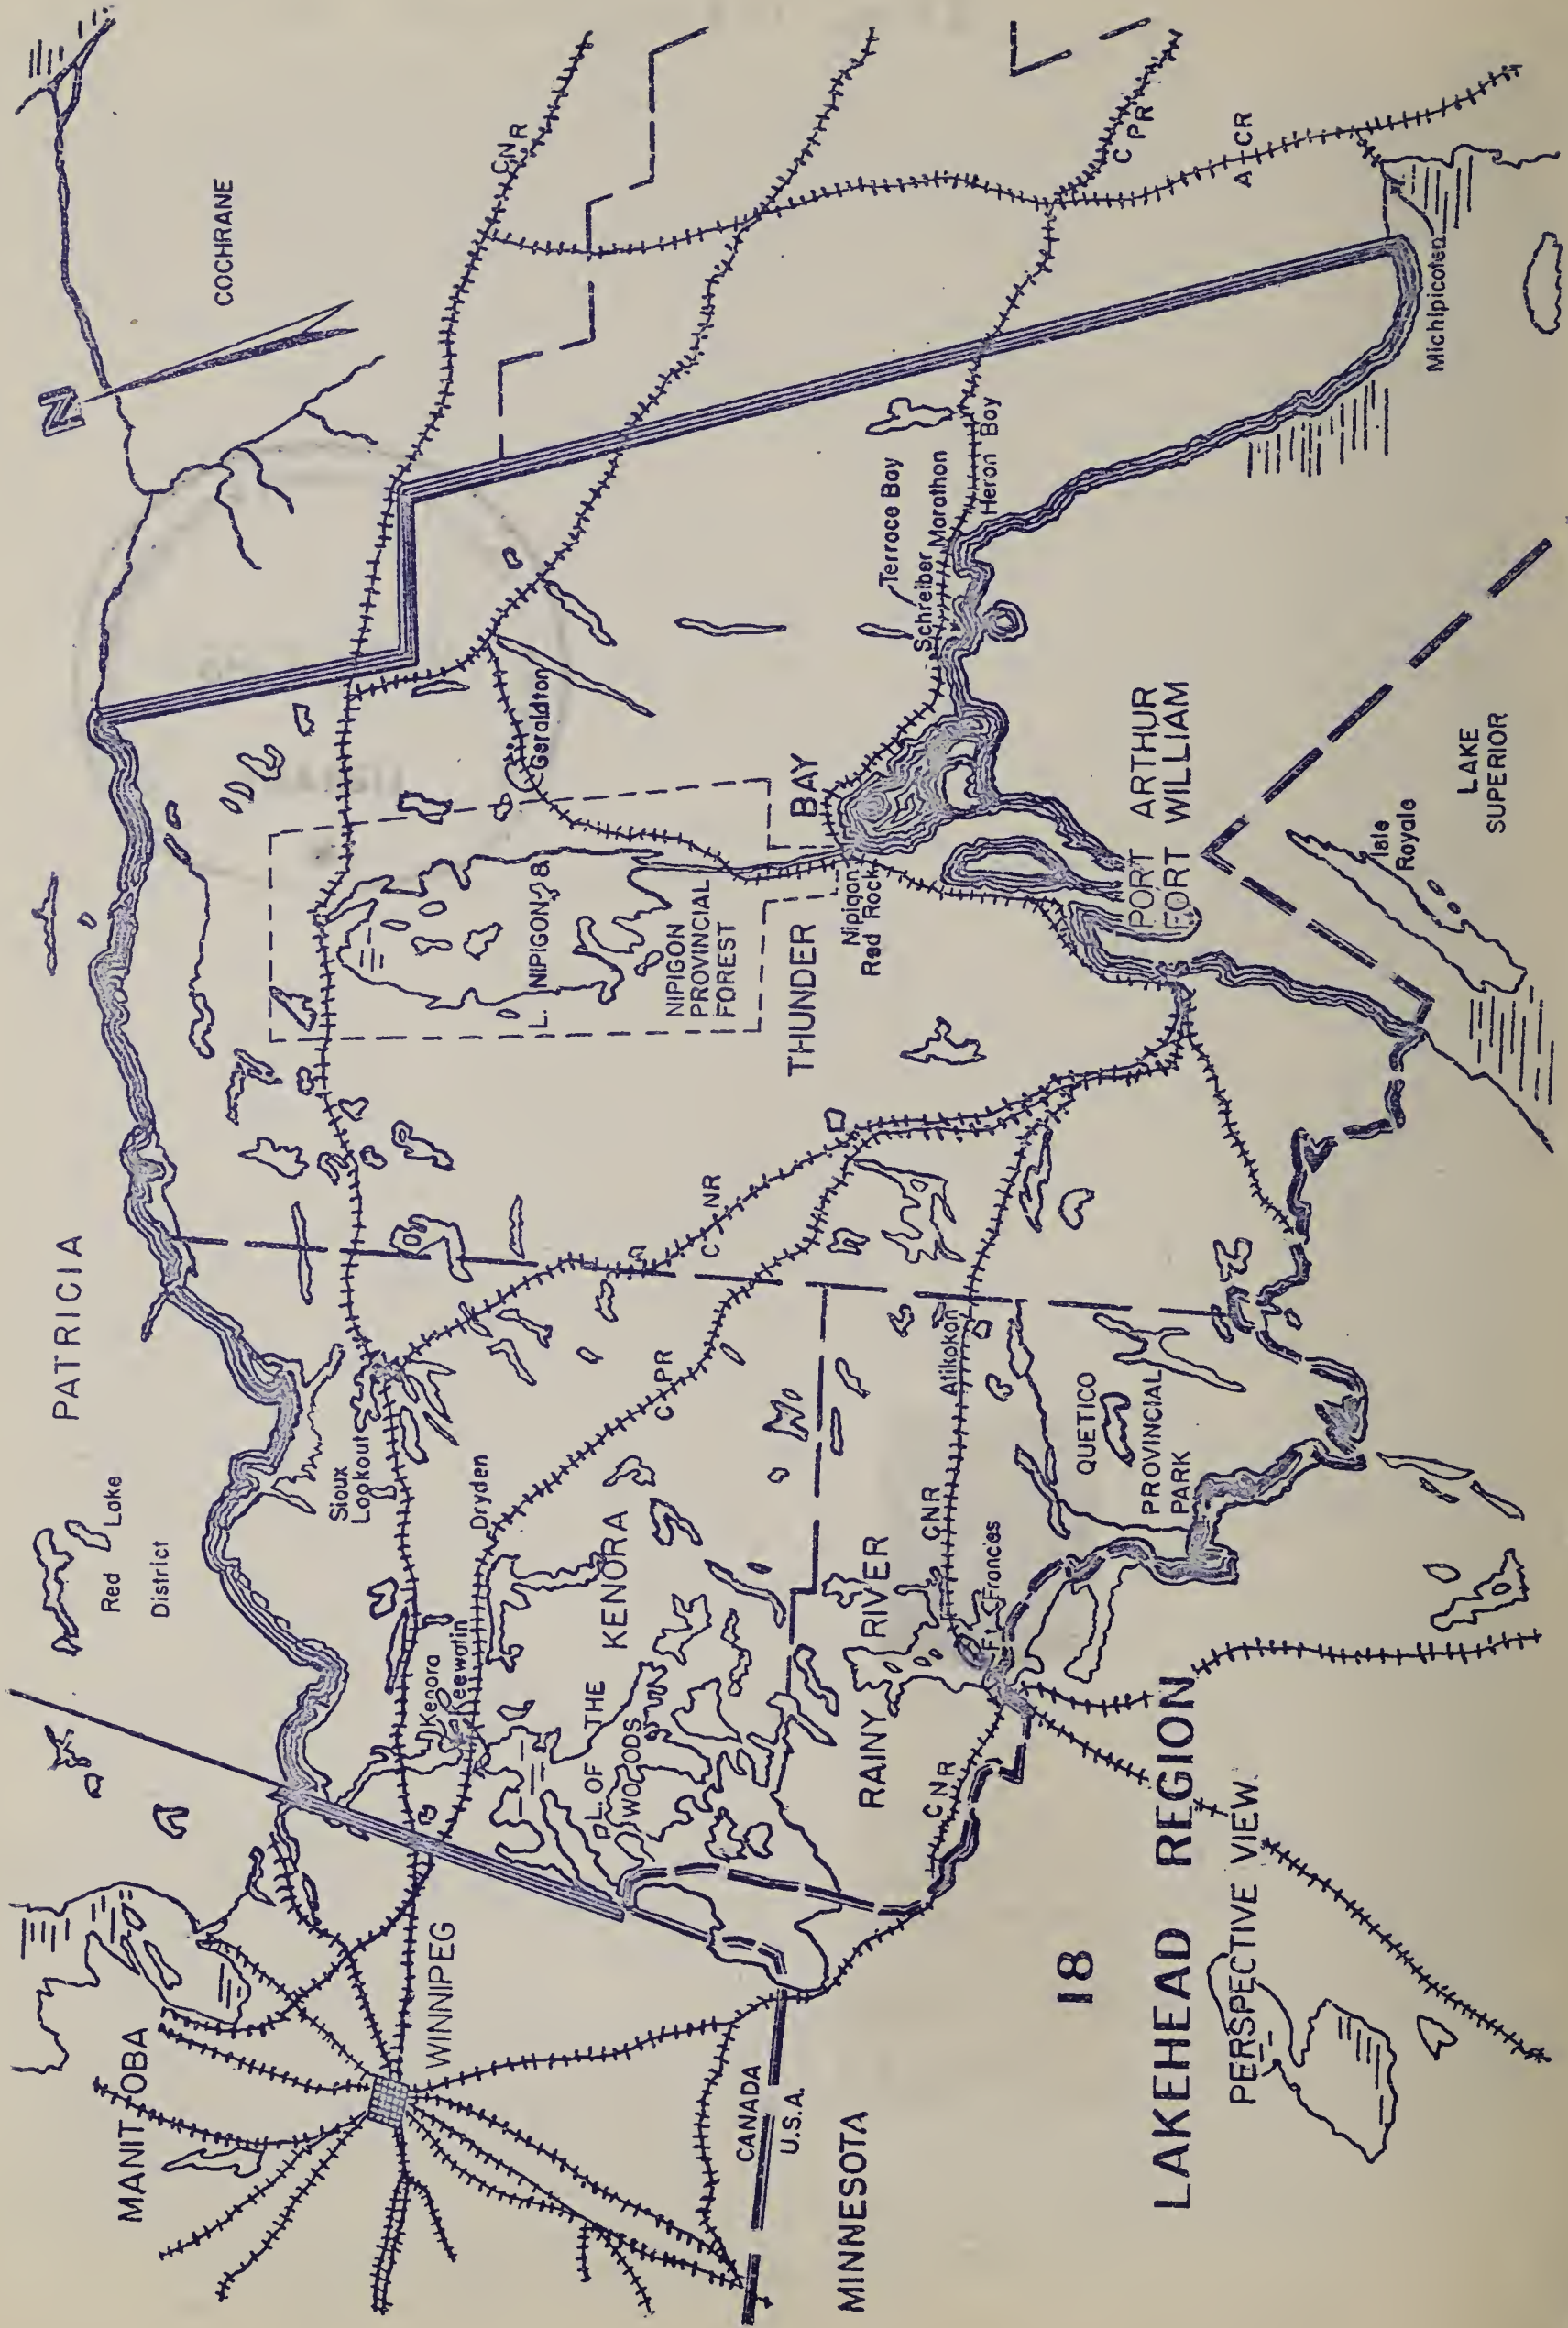 N
COCHRANE
PATRICIA
Red Lake
District
MANITOBA
WINNIPEG
Sioux
Lookout
Dryden
Kenora
Keewatin
KENORA
L. OF THE
WOODS
CNR
CNR
CPR
CPR
ACR
Geraldton
L. NIPIGON
NIPIGON
PROVINCIAL
FOREST
THUNDER BAY
Nipigon
Red Rock
Terrace Bay
Schreiber
Marathon
Heron Bay
Michipicoten
PORT ARTHUR
FORT WILLIAM
Isle
Royale
LAKE
SUPERIOR
Atikokan
QUETICO
PROVINCIAL
PARK
RAINY RIVER
CNR
Ft. Francis
CNR
CANADA
U.S.A.
MINNESOTA
18
LAKEHEAD REGION
PERSPECTIVE VIEW